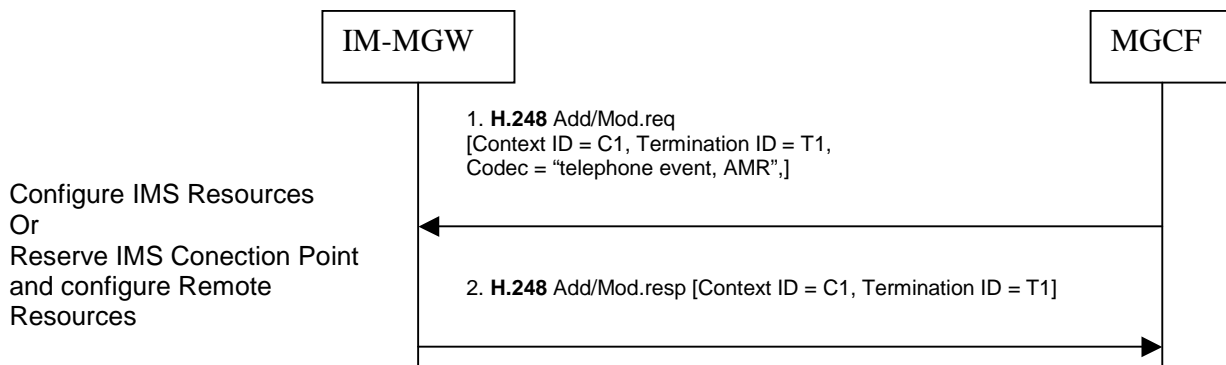 IM-MGW
MGCF
1. H.248 Add/Mod.req
[Context ID = C1, Termination ID = T1,
Codec = “telephone event, AMR”,]
Configure IMS Resources
Or
Reserve IMS Conection Point
and configure Remote
Resources
2. H.248 Add/Mod.resp [Context ID = C1, Termination ID = T1]